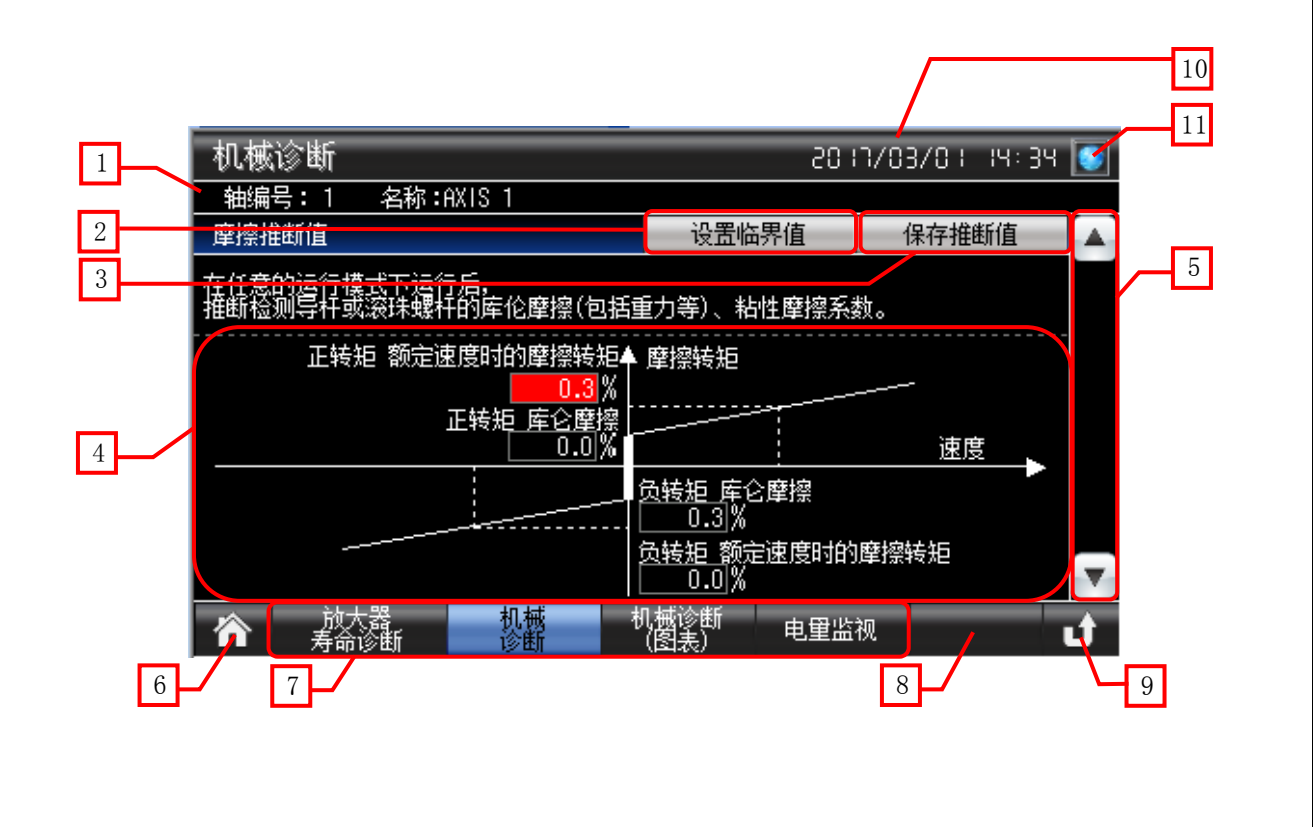 10
11
机械诊断 2017/03/01 14:34
1
轴编号：1 名称：AXIS 1
2
摩擦推断值 设置临界值 保存推断值
3
5
在任意的运行模式下运行后，
推断检测导杆或滚珠螺杆的库伦摩擦(包括重力等)、粘性摩擦系数。
正转矩 额定速度时的摩擦转矩 摩擦转矩
0.3%
正转矩 库仑摩擦
0.0%
4
速度
负转矩 库仑摩擦
0.3%
负转矩 额定速度时的摩擦转矩
0.0%
放大器
寿命诊断
机械
诊断
机械诊断
(图表)
电量监视
6
7
8
9